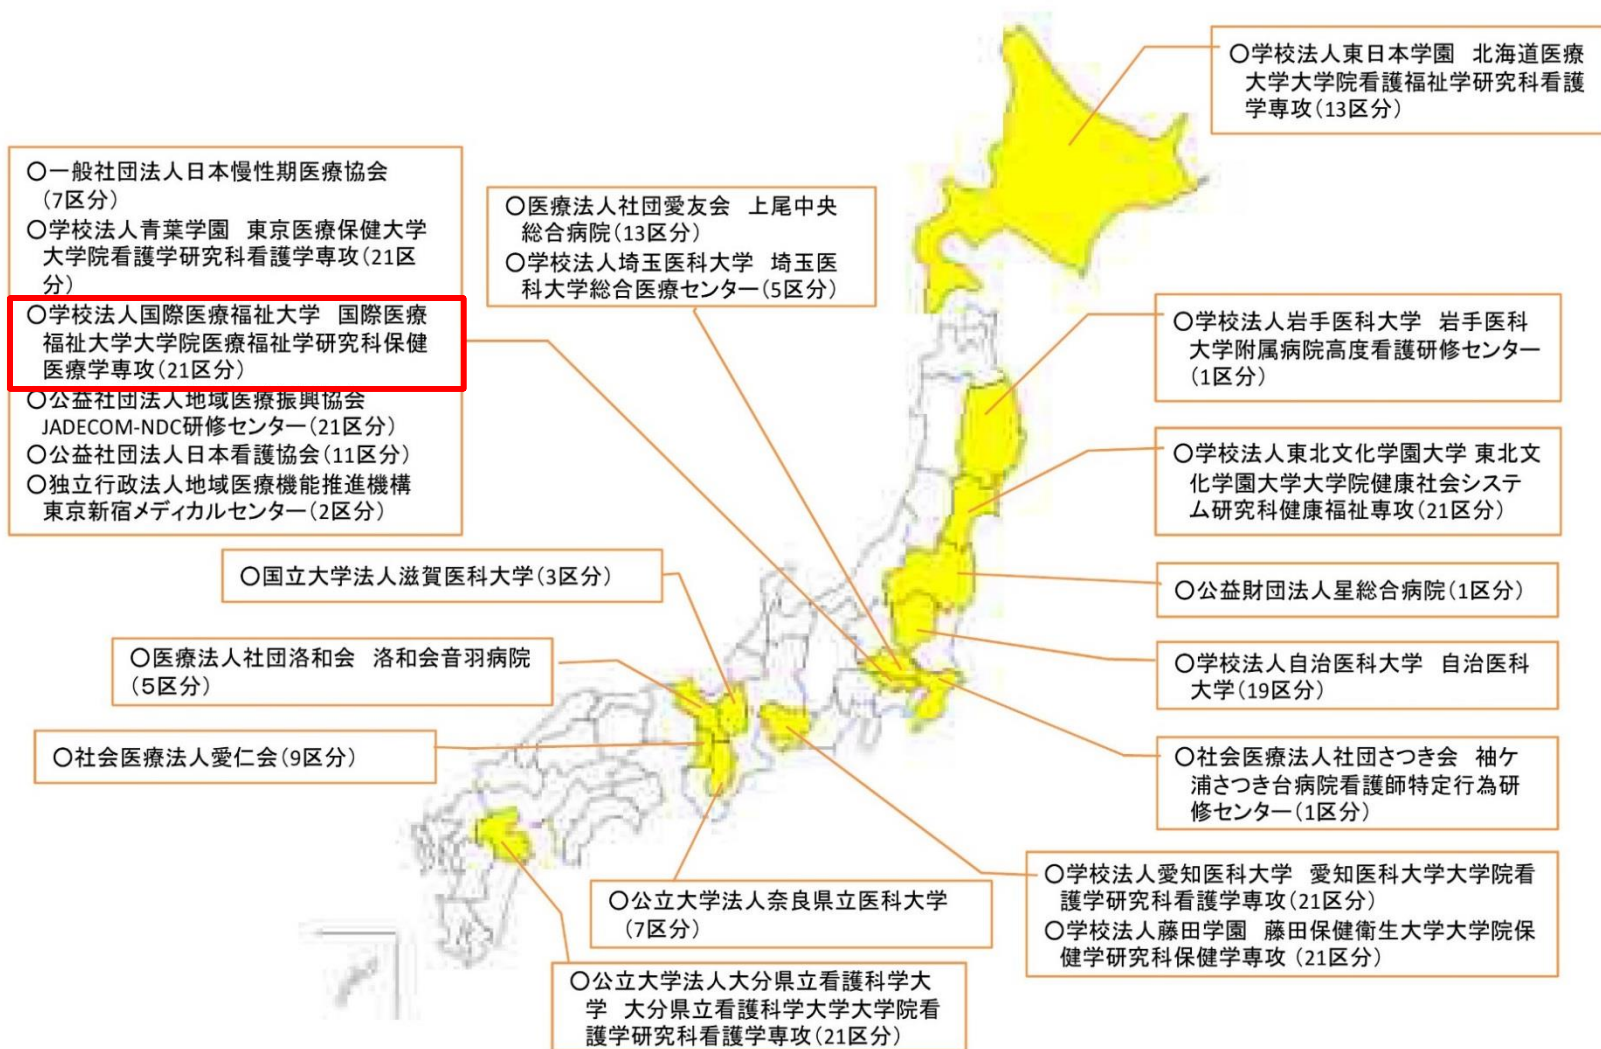 〇学校法人東日本学園 北海道医療
大学大学院看護福祉学研究科看護
学専攻(13区分)
〇一般社団法人日本慢性期医療協会
(7区分)
〇学校法人青葉学園 東京医療保健大学
大学院看護学研究科看護学専攻(21区
分)
〇学校法人国際医療福祉大学 国際医療
福祉大学大学院医療福祉学研究科保健
医療学専攻(21区分)
〇公益社団法人地域医療振興協会
JADECOM-NDC研修センター(21区分)
〇公益社団法人日本看護協会(11区分)
〇独立行政法人地域医療機能推進機構
東京新宿メディカルセンター(2区分)
〇医療法人社団愛友会 上尾中央
総合病院(13区分)
〇学校法人埼玉医科大学 埼玉医
科大学総合医療センター(5区分)
〇学校法人岩手医科大学 岩手医科
大学附属病院高度看護研修センター
(1区分)
〇学校法人東北文化学園大学 東北文
化学園大学大学院健康社会システ
ム研究科健康福祉専攻(21区分)
〇国立大学法人滋賀医科大学(3区分)
〇公益財団法人星総合病院(1区分)
〇医療法人社団洛和会 洛和会音羽病院
(5区分)
〇学校法人自治医科大学 自治医科
大学(19区分)
〇社会医療法人愛仁会(9区分)
〇社会医療法人社団さつき会 袖ケ
浦さつき台病院看護師特定行為研
修センター(1区分)
〇学校法人愛知医科大学 愛知医科大学大学院看
護学研究科看護学専攻(21区分)
〇学校法人藤田学園 藤田保健衛生大学大学院保
健学研究科保健学専攻 (21区分)
〇公立大学法人奈良県立医科大学
(7区分)
〇公立大学法人大分県立看護科学大
学 大分県立看護科学大学大学院看
護学研究科看護学専攻(21区分)